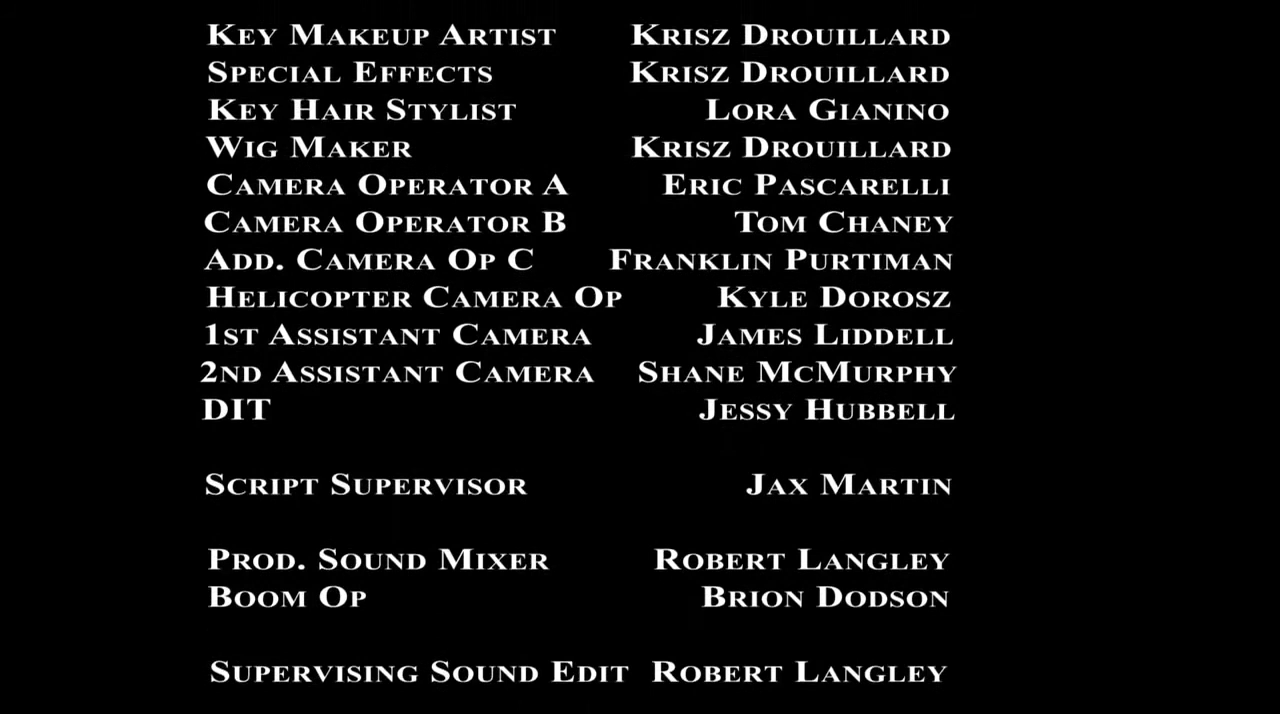 Key Makeup Artist Krisz Drouillard
Special Effects Krisz Drouillard
Key Hair Stylist Lora Gianino
Wig Maker Krisz Drouillard
Camera Operator A Eric Pascarelli
Camera Operator B Tom Chaney
Add. Camera Op C Franklin Purtiman
Helicopter Camera Op Kyle Dorosz
1st Assistant Camera James Liddell
2nd Assistant Camera Shane McMurphy
DIT Jessy Hubbell
Script Supervisor Jax Martin
Prod. Sound Mixer Robert Langley
Boom Op Brion Dodson
Supervising Sound Edit Robert Langley